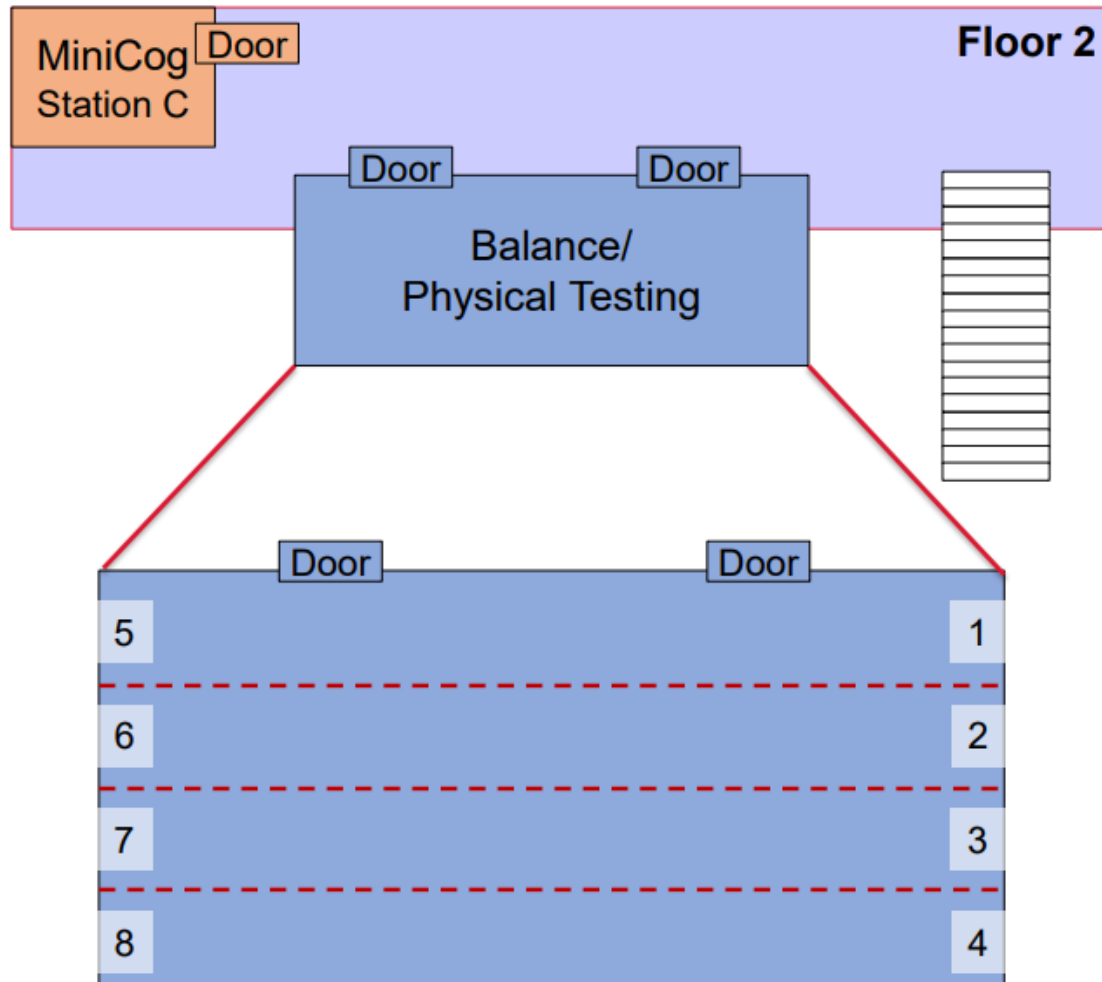 MiniCog
Station C
Door
Floor 2
Door
Door
Balance/
Physical Testing
Door
Door
5
1
6
2
7
3
8
4